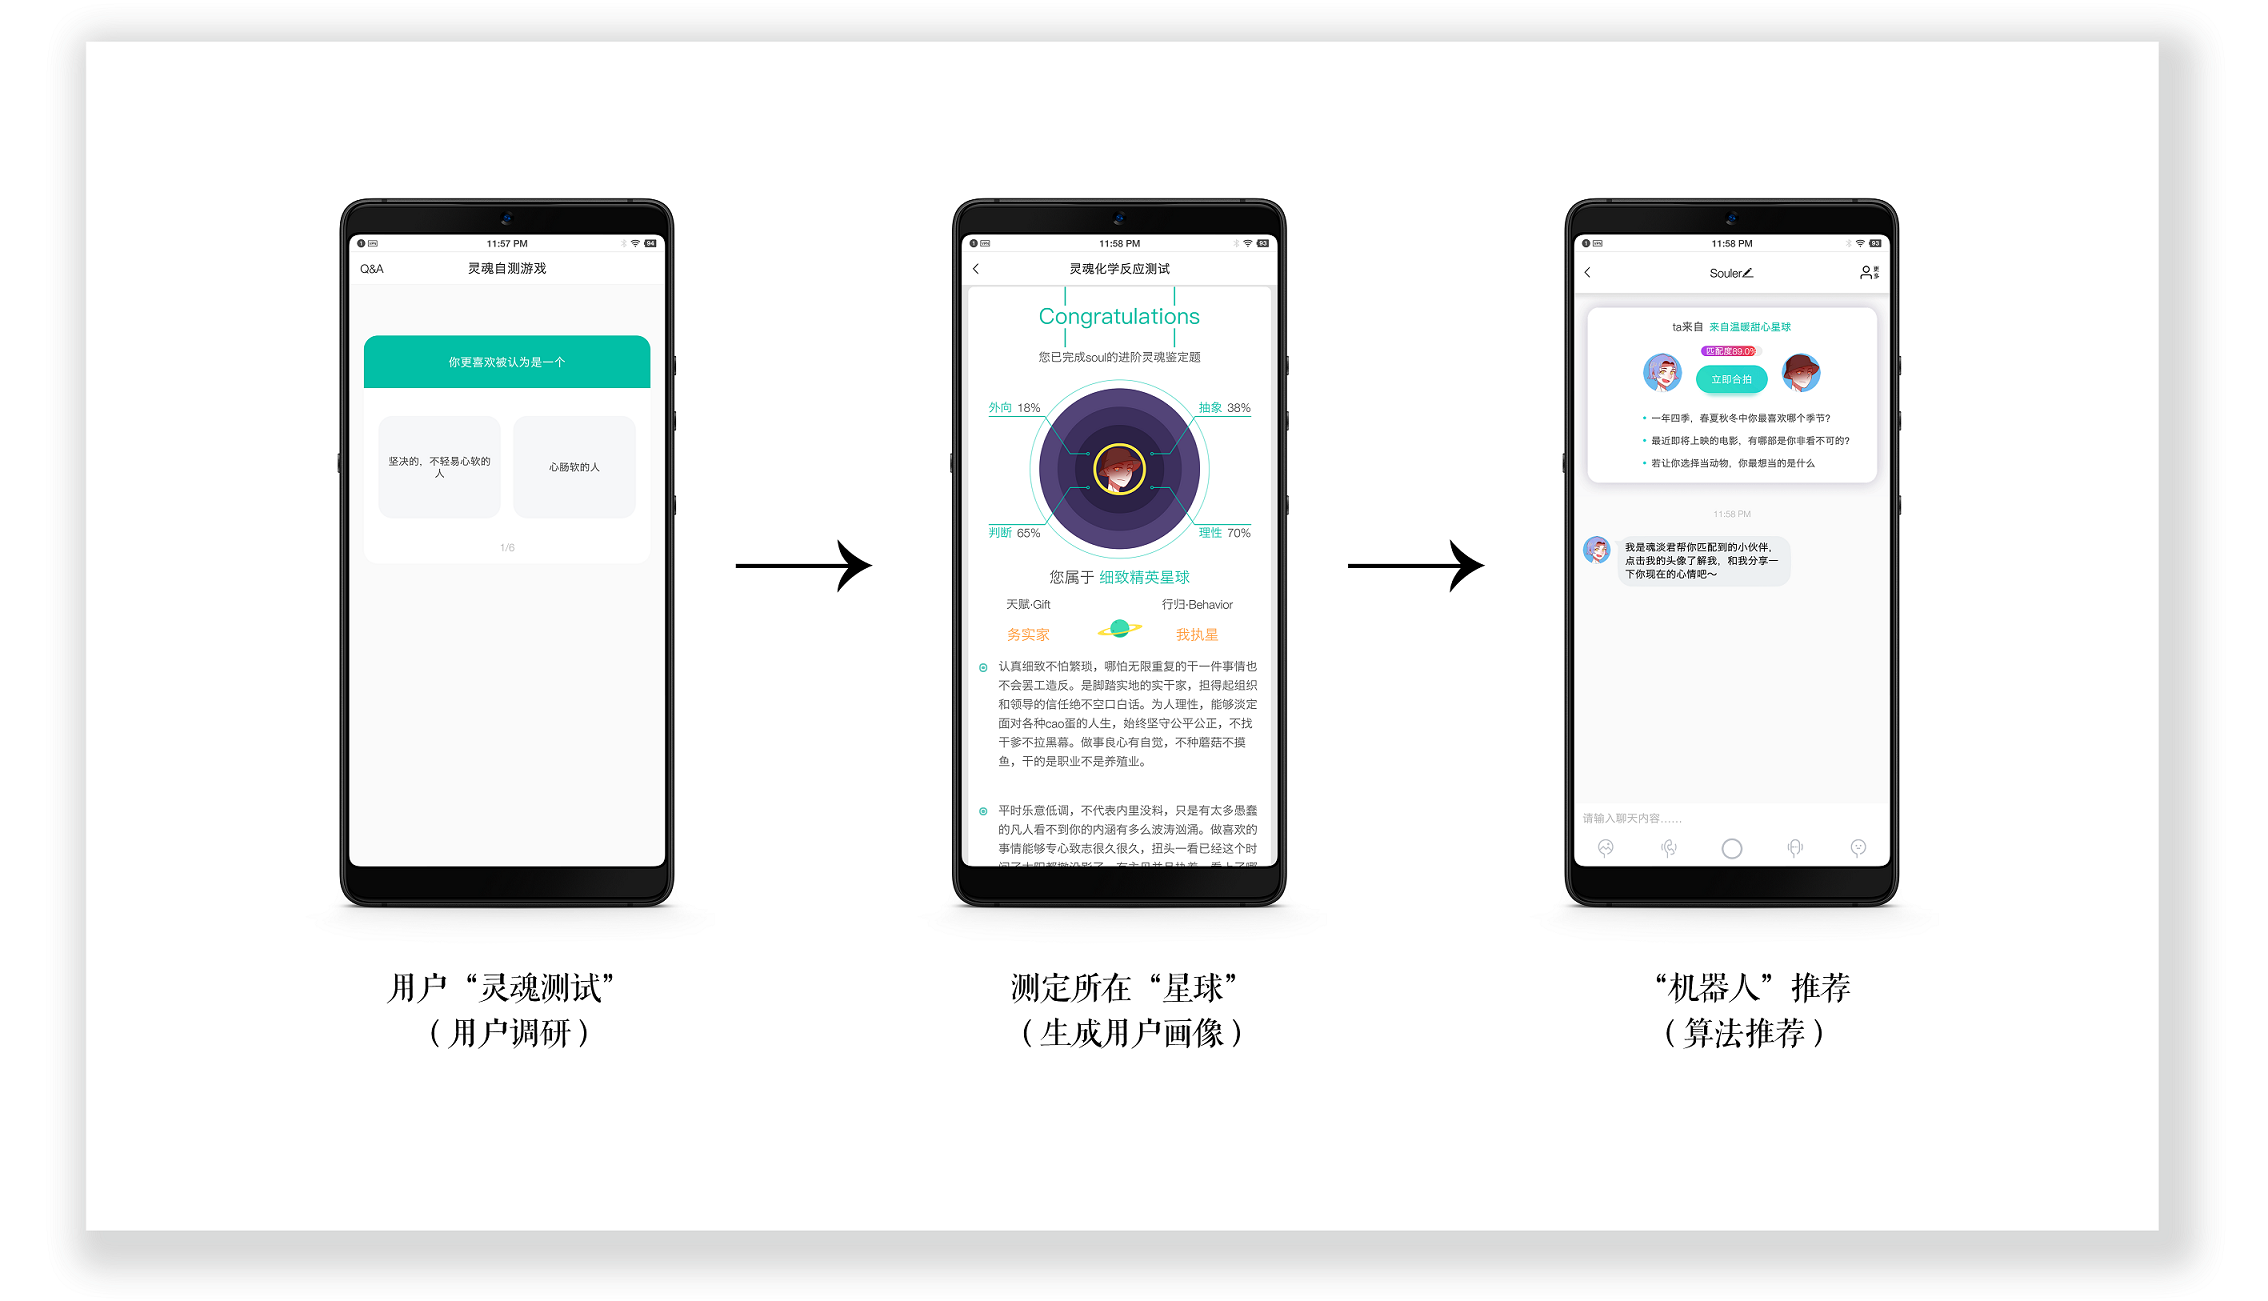 11:57 PM
94
Q&A
灵魂自测游戏
你更喜欢被认为是一个
坚决的，不轻易心软的
人
心肠软的人
1/6
用户“灵魂测试”
（用户调研）
11:58 PM
93
灵魂化学反应测试
Congratulations
您已完成soul的进阶灵魂鉴定题
外向 18%
抽象 38%
判断 65%
理性 70%
您属于 细致精英星球
天赋·Gift
行归·Behavior
务实家
我执星
认真细致不怕繁琐，哪怕无限重复的干一件事情也
不会罢工造反。是脚踏实地的实干家，担得起组织
和领导的信任绝不空口白话。为人理性，能够淡定
面对各种cao蛋的人生，始终坚守公平公正，不找
干爹不拉黑幕。做事良心有自觉，不种蘑菇不摸
鱼，干的是职业不是养殖业。
平时乐意低调，不代表内里没料，只是有太多愚蠢
的凡人看不到你的内涵有多么波涛汹涌。做喜欢的
事情能够专心致志很久很久，扭头一看已经这个时
测定所在“星球”
（生成用户画像）
11:58 PM
93
Souler
更多
ta来自 来自温暖甜心星球
匹配度89.0%
立即合拍
一年四季，春夏秋冬中你最喜欢哪个季节?
最近即将上映的电影，有哪部是你非看不可的?
若让你选择当动物，你最想当的是什么
11:58 PM
我是魂淡君帮你匹配到的小伙伴，
点击我的头像了解我，和我分享一
下你现在的心情吧～
请输入聊天内容......
“机器人”推荐
（算法推荐）